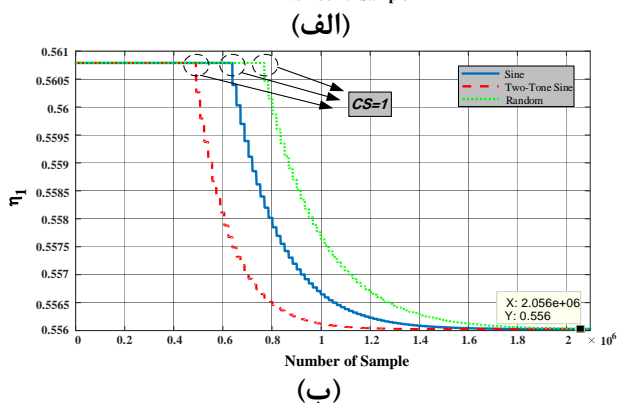 (الف)
0.561
0.5605
0.56
0.5595
0.559
0.5585
0.558
0.5575
0.557
0.5565
0.556
η1
CS=1
Sine
Two-Tone Sine
Random
X: 2.056e+06
Y: 0.556
0 0.2 0.4 0.6 0.8 1 1.2 1.4 1.6 1.8 2 × 10^6
Number of Sample
(ب)